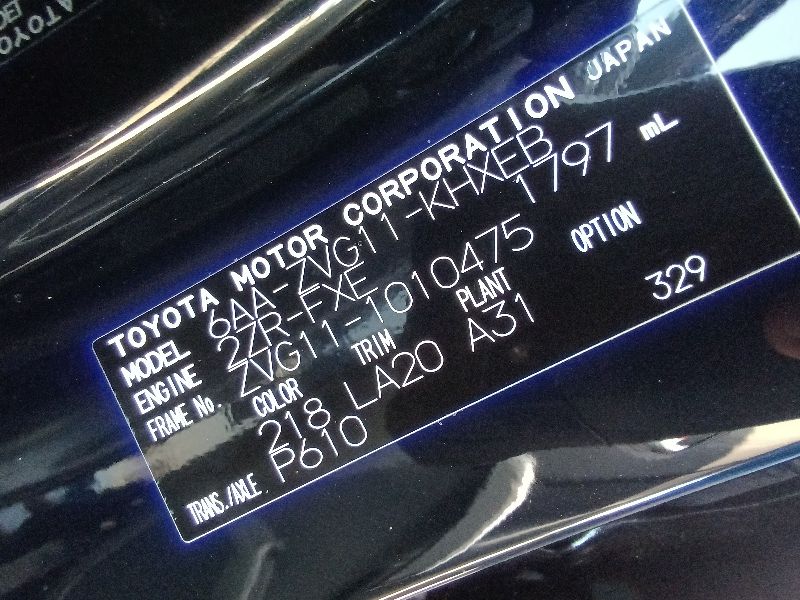 TOYOTA MOTOR CORPORATION JAPAN
MODEL 6AA-ZVG11-KHXEB
ENGINE 2ZR-FXE 1797 mL
FRAME No. ZVG11-1010475
COLOR TRIM PLANT OPTION
218 LA20 A31 329
TRANS./AXLE P610